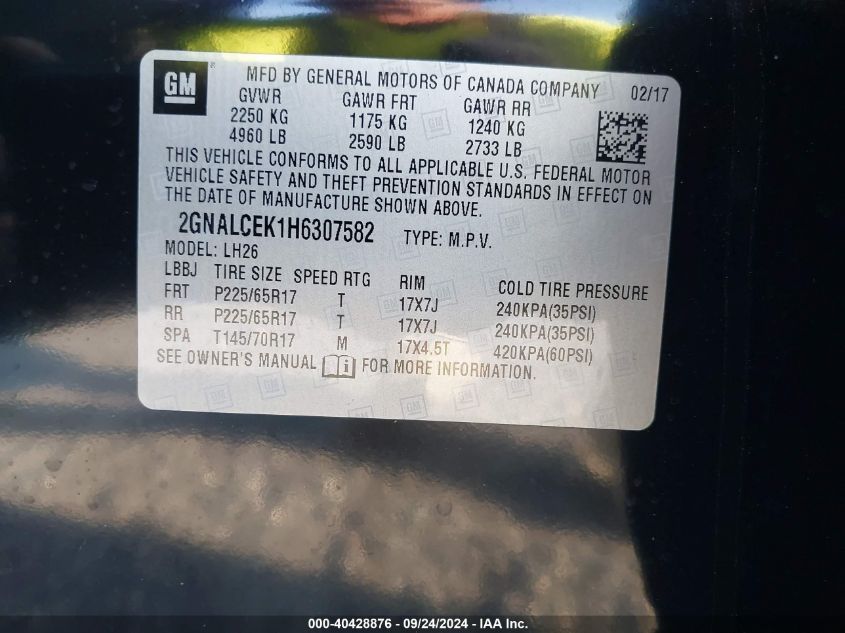 GM
MFD BY GENERAL MOTORS OF CANADA COMPANY 02/17
GVWR GAWR FRT GAWR RR
2250 KG 1175 KG 1240 KG
4960 LB 2590 LB 2733 LB
THIS VEHICLE CONFORMS TO ALL APPLICABLE U.S. FEDERAL MOTOR
VEHICLE SAFETY AND THEFT PREVENTION STANDARDS IN EFFECT ON
THE DATE OF MANUFACTURE SHOWN ABOVE.
2GNALCEK1H6307582 TYPE: M.P.V.
MODEL: LH26
LBBJ TIRE SIZE SPEED RTG RIM COLD TIRE PRESSURE
FRT P225/65R17 T 17X7J 240KPA(35PSI)
RR P225/65R17 T 17X7J 240KPA(35PSI)
SPA T145/70R17 M 17X4.5T 420KPA(60PSI)
SEE OWNER'S MANUAL i FOR MORE INFORMATION.
000-40428876 / 09/24/2024 - IAA Inc.